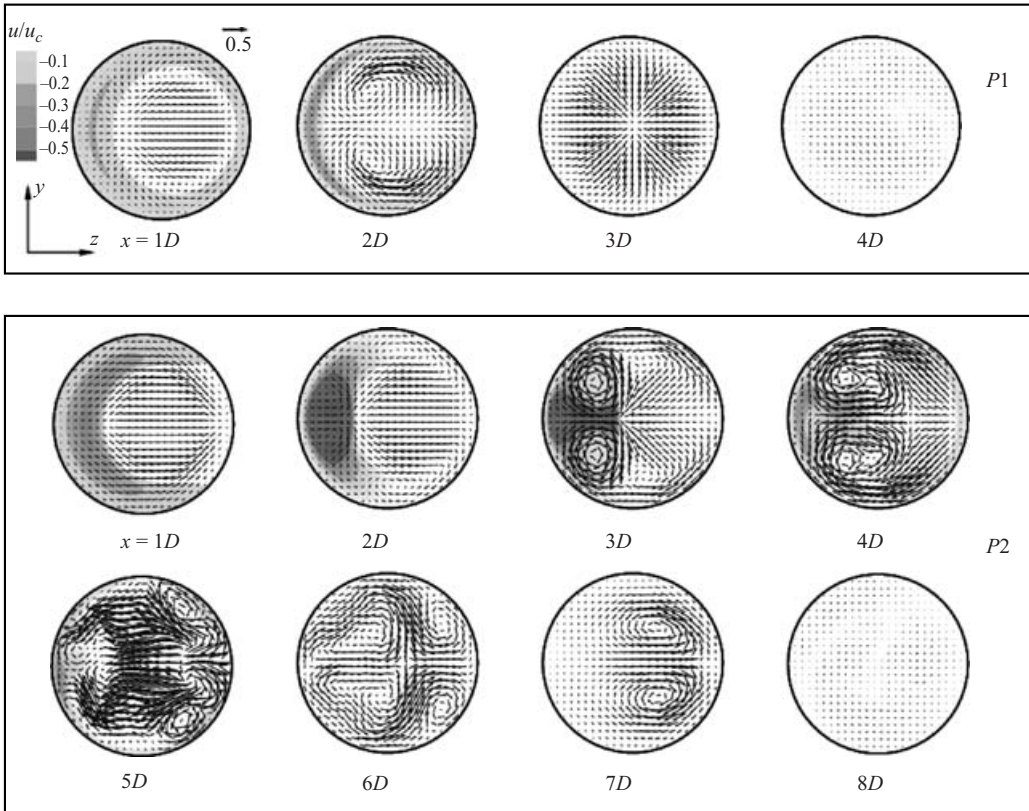 u/u_c
0.5
–0.1
–0.2
–0.3
–0.4
–0.5
P1
y
z
x = 1D 2D 3D 4D
x = 1D 2D 3D 4D
P2
5D 6D 7D 8D